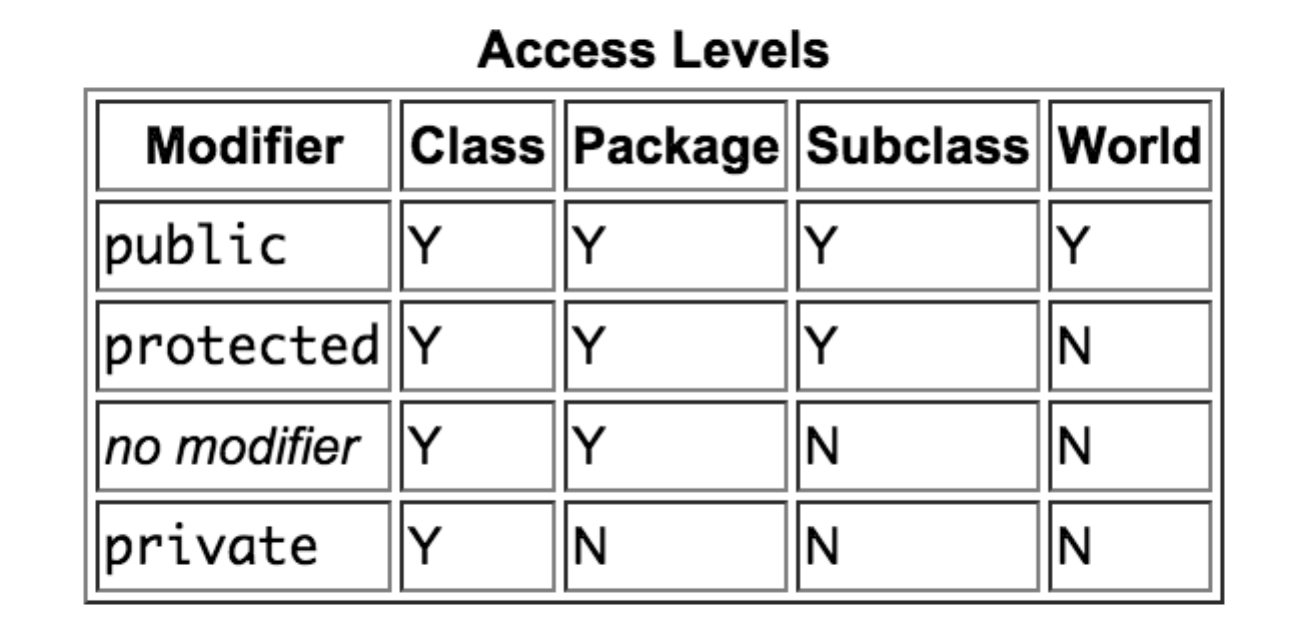 Access Levels
Modifier Class Package Subclass World
public Y Y Y Y
protected Y Y Y N
no modifier Y Y N N
private Y N N N